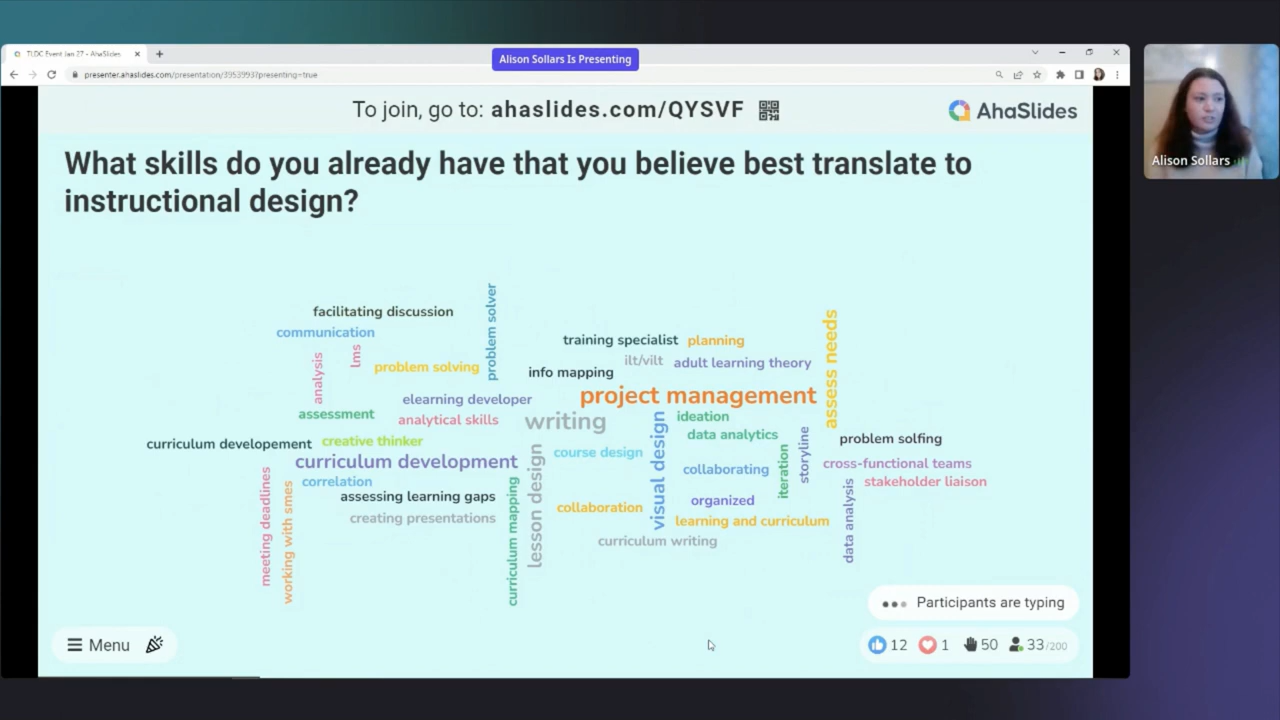 TLDC Event Jan 27 - AhaSlides
Alison Sollars Is Presenting
presenter.ahaslides.com/presentation/3953993?presenting=true
To join, go to: ahaslides.com/QYSVF
AhaSlides
Alison Sollars
What skills do you already have that you believe best translate to
instructional design?
facilitating discussion
problem solver
communication
training specialist
planning
assess needs
analysis
lms
problem solving
info mapping
ilt/vilt
adult learning theory
elearning developer
project management
assessment
analytical skills
writing
visual design
ideation
data analytics
storyline
problem solfing
curriculum developement
creative thinker
curriculum development
lesson design
course design
collaborating
iteration
cross-functional teams
correlation
stakeholder liaison
meeting deadlines
working with smes
assessing learning gaps
curriculum mapping
collaboration
organized
data analysis
creating presentations
learning and curriculum
curriculum writing
Participants are typing
Menu
12
1
50
33/200